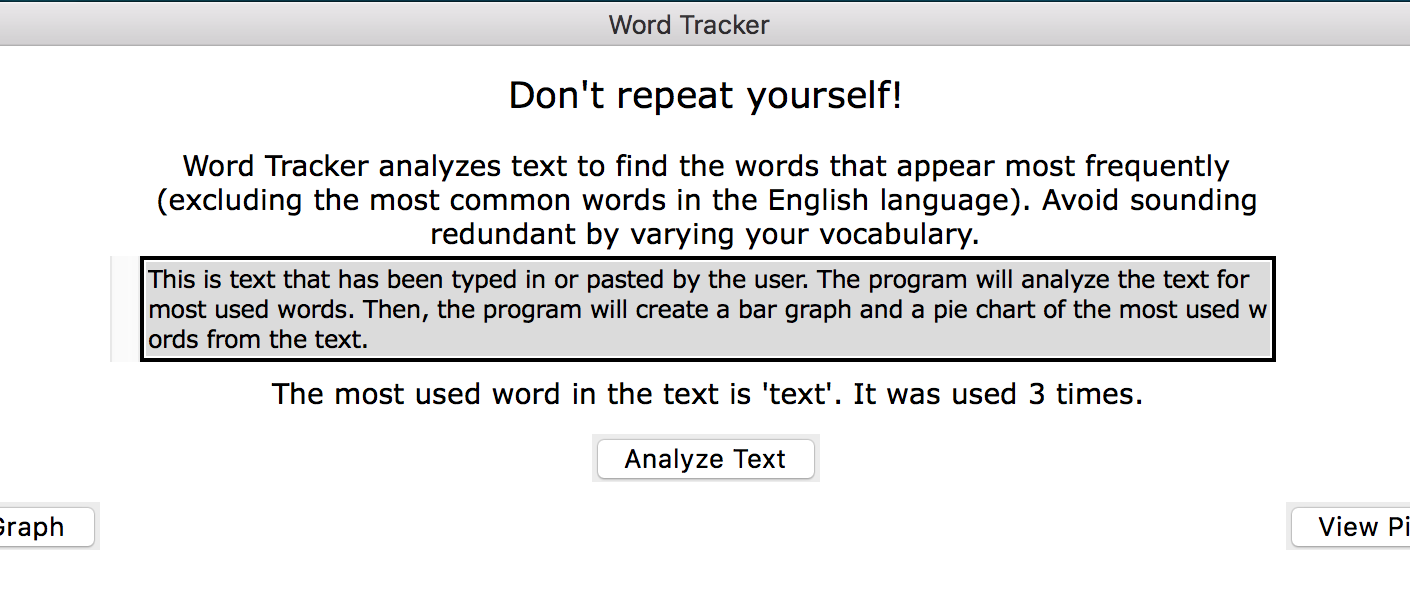 Word Tracker
Don't repeat yourself!
Word Tracker analyzes text to find the words that appear most frequently
(excluding the most common words in the English language). Avoid sounding
redundant by varying your vocabulary.
This is text that has been typed in or pasted by the user. The program will analyze the text for
most used words. Then, the program will create a bar graph and a pie chart of the most used w
ords from the text.
The most used word in the text is 'text'. It was used 3 times.
Analyze Text
Graph
View Pi